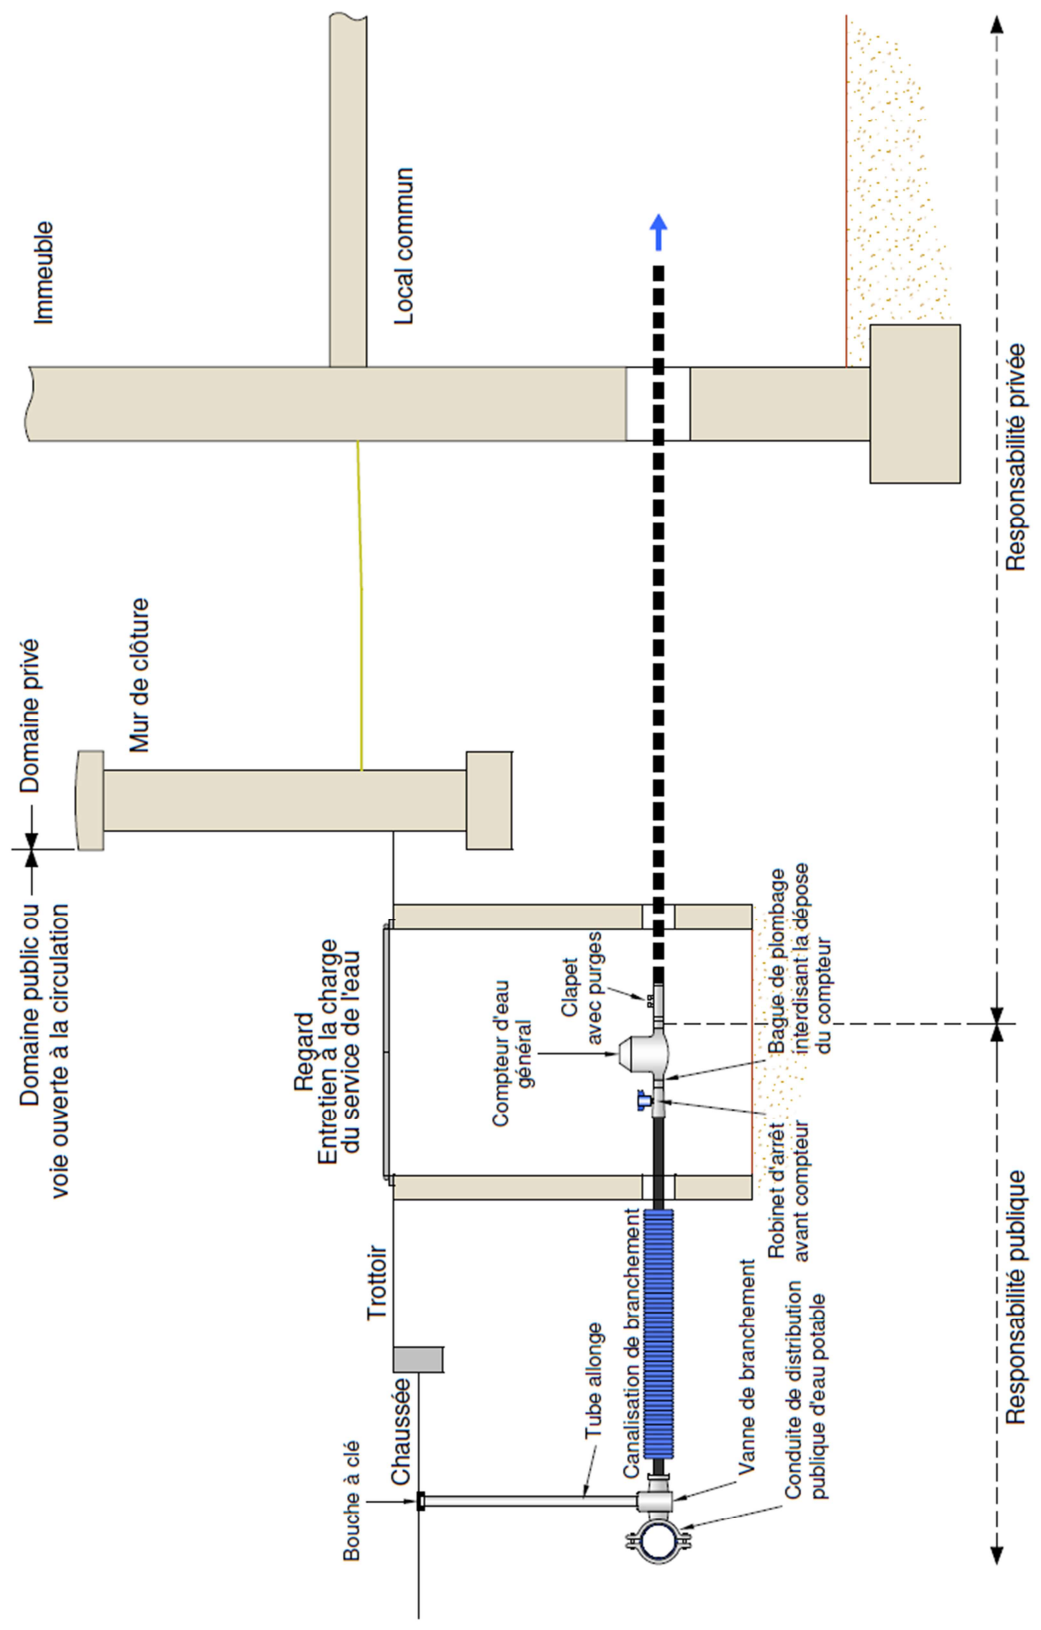 Domaine public ou
voie ouverte à la circulation
Domaine privé
Immeuble
Mur de clôture
Regard
Entretien à la charge
du service de l'eau
Local commun
Trottoir
Chaussée
Bouche à clé
Compteur d'eau
général
Clapet
avec purges
Tube allonge
Canalisation de branchement
Vanne de branchement
Conduite de distribution
publique d'eau potable
Robinet d'arrêt
avant compteur
Bague de plombage
interdisant la dépose
du compteur
Responsabilité publique
Responsabilité privée